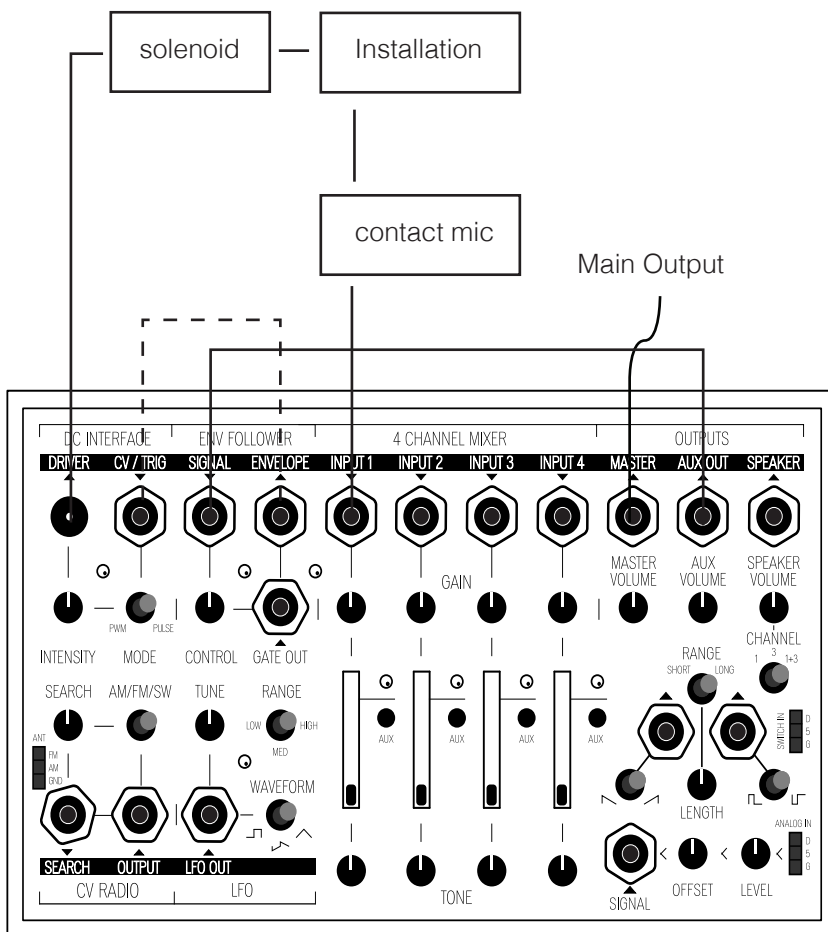 solenoid
Installation
contact mic
Main Output
DC INTERFACE
ENV FOLLOWER
4 CHANNEL MIXER
OUTPUTS
DRIVER
CV / TRIG
SIGNAL
ENVELOPE
INPUT 1
INPUT 2
INPUT 3
INPUT 4
MASTER
AUX OUT
SPEAKER
GAIN
MASTER
VOLUME
AUX
VOLUME
SPEAKER
VOLUME
PWM
PULSE
INTENSITY
MODE
CONTROL
GATE OUT
RANGE
SHORT
LONG
CHANNEL
1
3
1+3
SEARCH
AM/FM/SW
TUNE
RANGE
LOW
HIGH
MED
AUX
AUX
AUX
AUX
SWITCH IN
D
5
G
ANT
FM
AM
GND
WAVEFORM
LENGTH
ANALOG IN
D
5
G
SEARCH
OUTPUT
LFO OUT
CV RADIO
LFO
TONE
SIGNAL
OFFSET
LEVEL